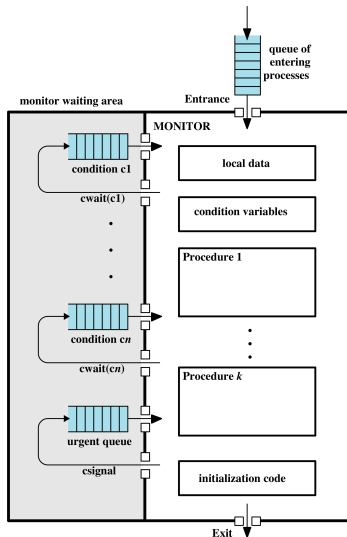 queue of
entering
processes
Entrance
monitor waiting area
MONITOR
condition c1
cwait(c1)
local data
condition variables
Procedure 1
condition cn
cwait(cn)
Procedure k
urgent queue
csignal
initialization code
Exit